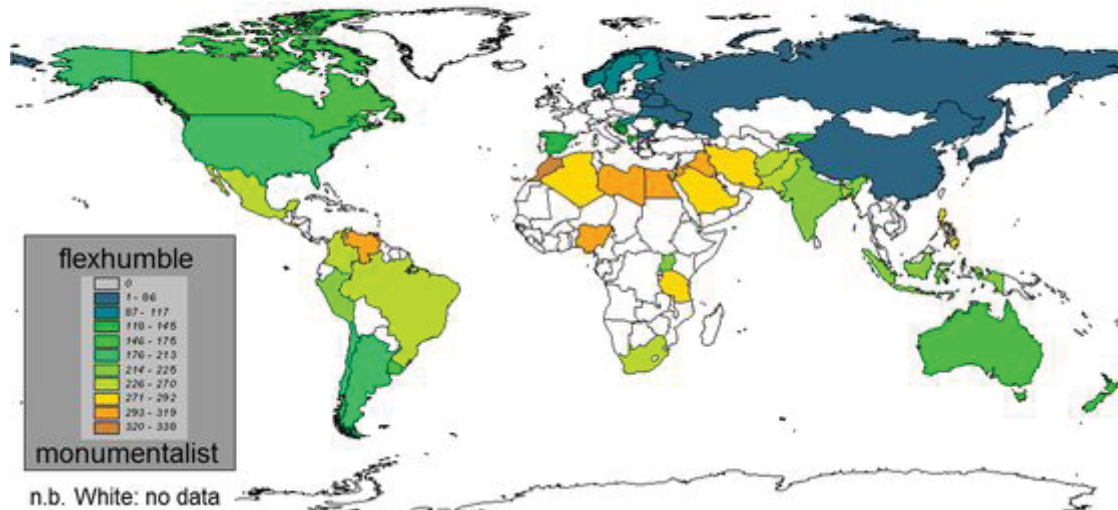 flexhumble
0
1 - 86
87 - 117
118 - 145
146 - 175
176 - 213
214 - 225
226 - 270
271 - 292
293 - 319
320 - 338
monumentalist
n.b. White: no data